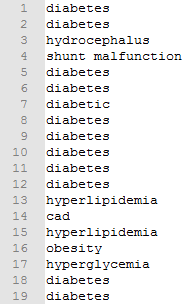 1 diabetes
2 diabetes
3 hydrocephalus
4 shunt malfunction
5 diabetes
6 diabetes
7 diabetic
8 diabetes
9 diabetes
10 diabetes
11 diabetes
12 diabetes
13 hyperlipidemia
14 cad
15 hyperlipidemia
16 obesity
17 hyperglycemia
18 diabetes
19 diabetes